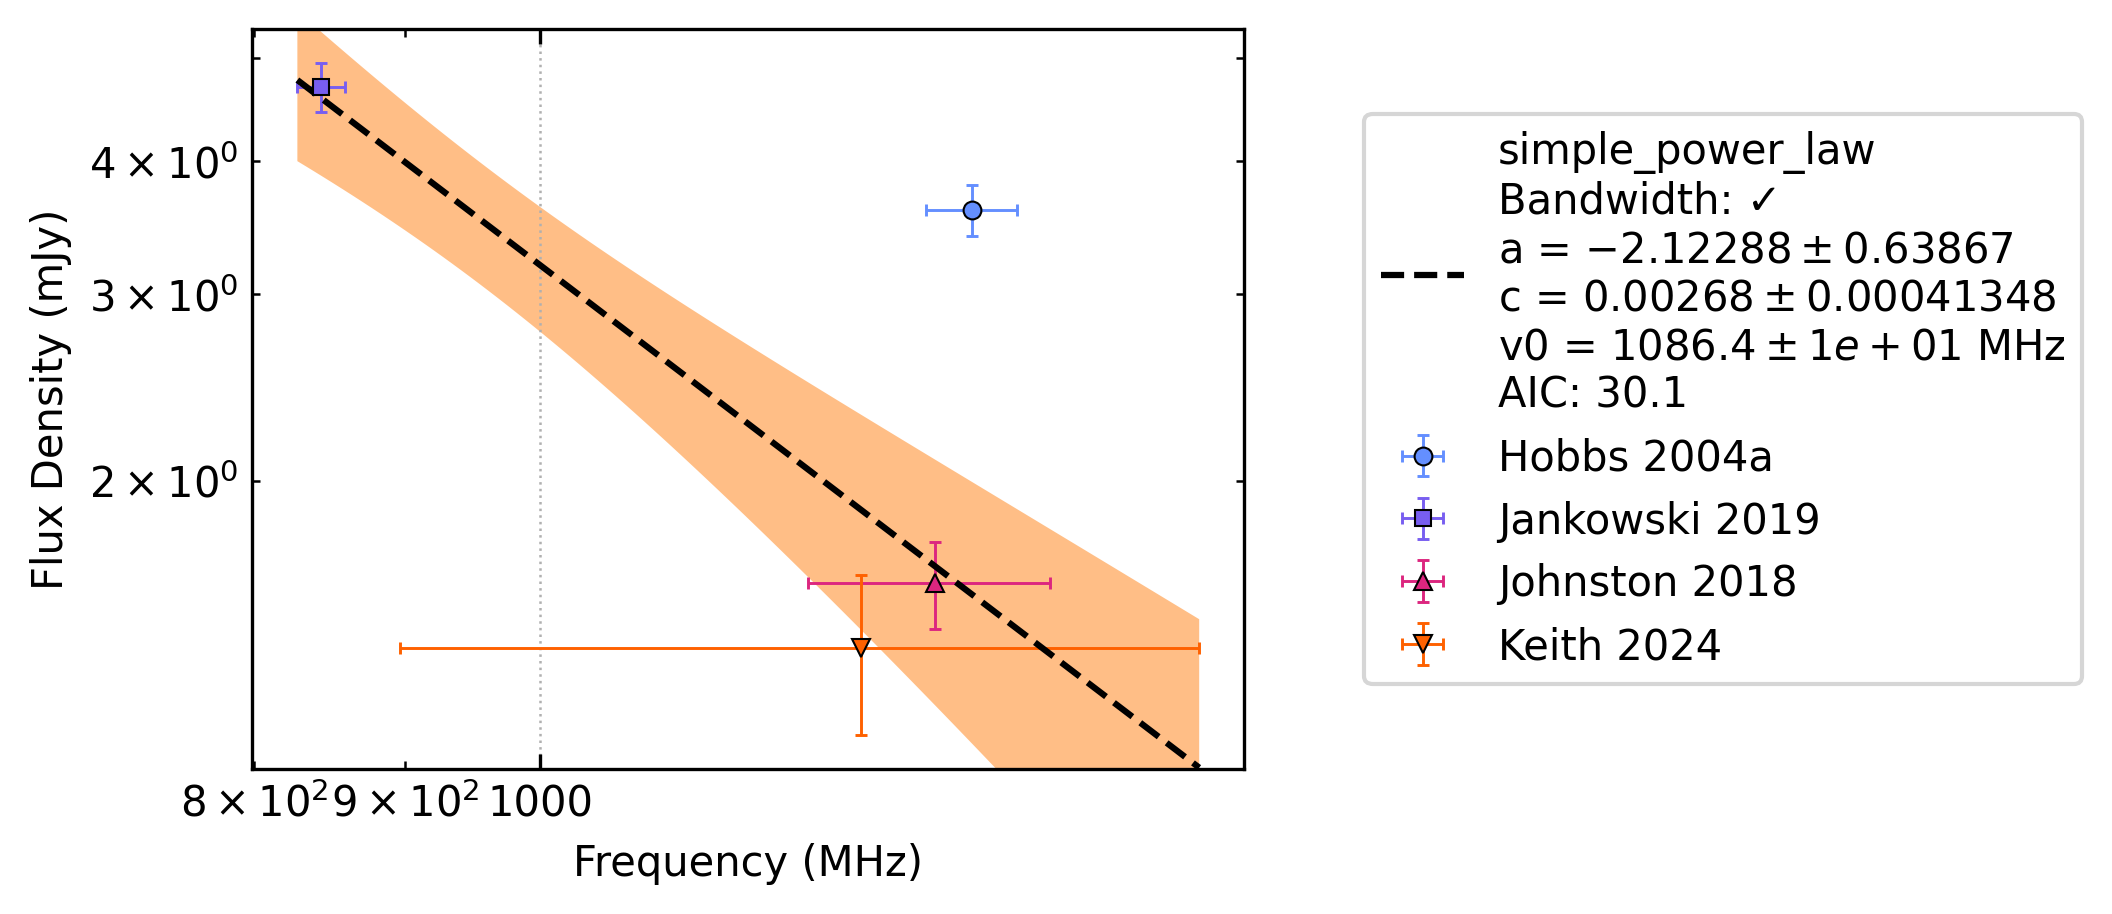 4 × 10⁰
3 × 10⁰
2 × 10⁰
Flux Density (mJy)
8 × 10² 9 × 10² 1000
Frequency (MHz)
simple_power_law
Bandwidth: ✓
a = −2.12288 ± 0.63867
c = 0.00268 ± 0.00041348
v0 = 1086.4 ± 1e + 01 MHz
AIC: 30.1
Hobbs 2004a
Jankowski 2019
Johnston 2018
Keith 2024